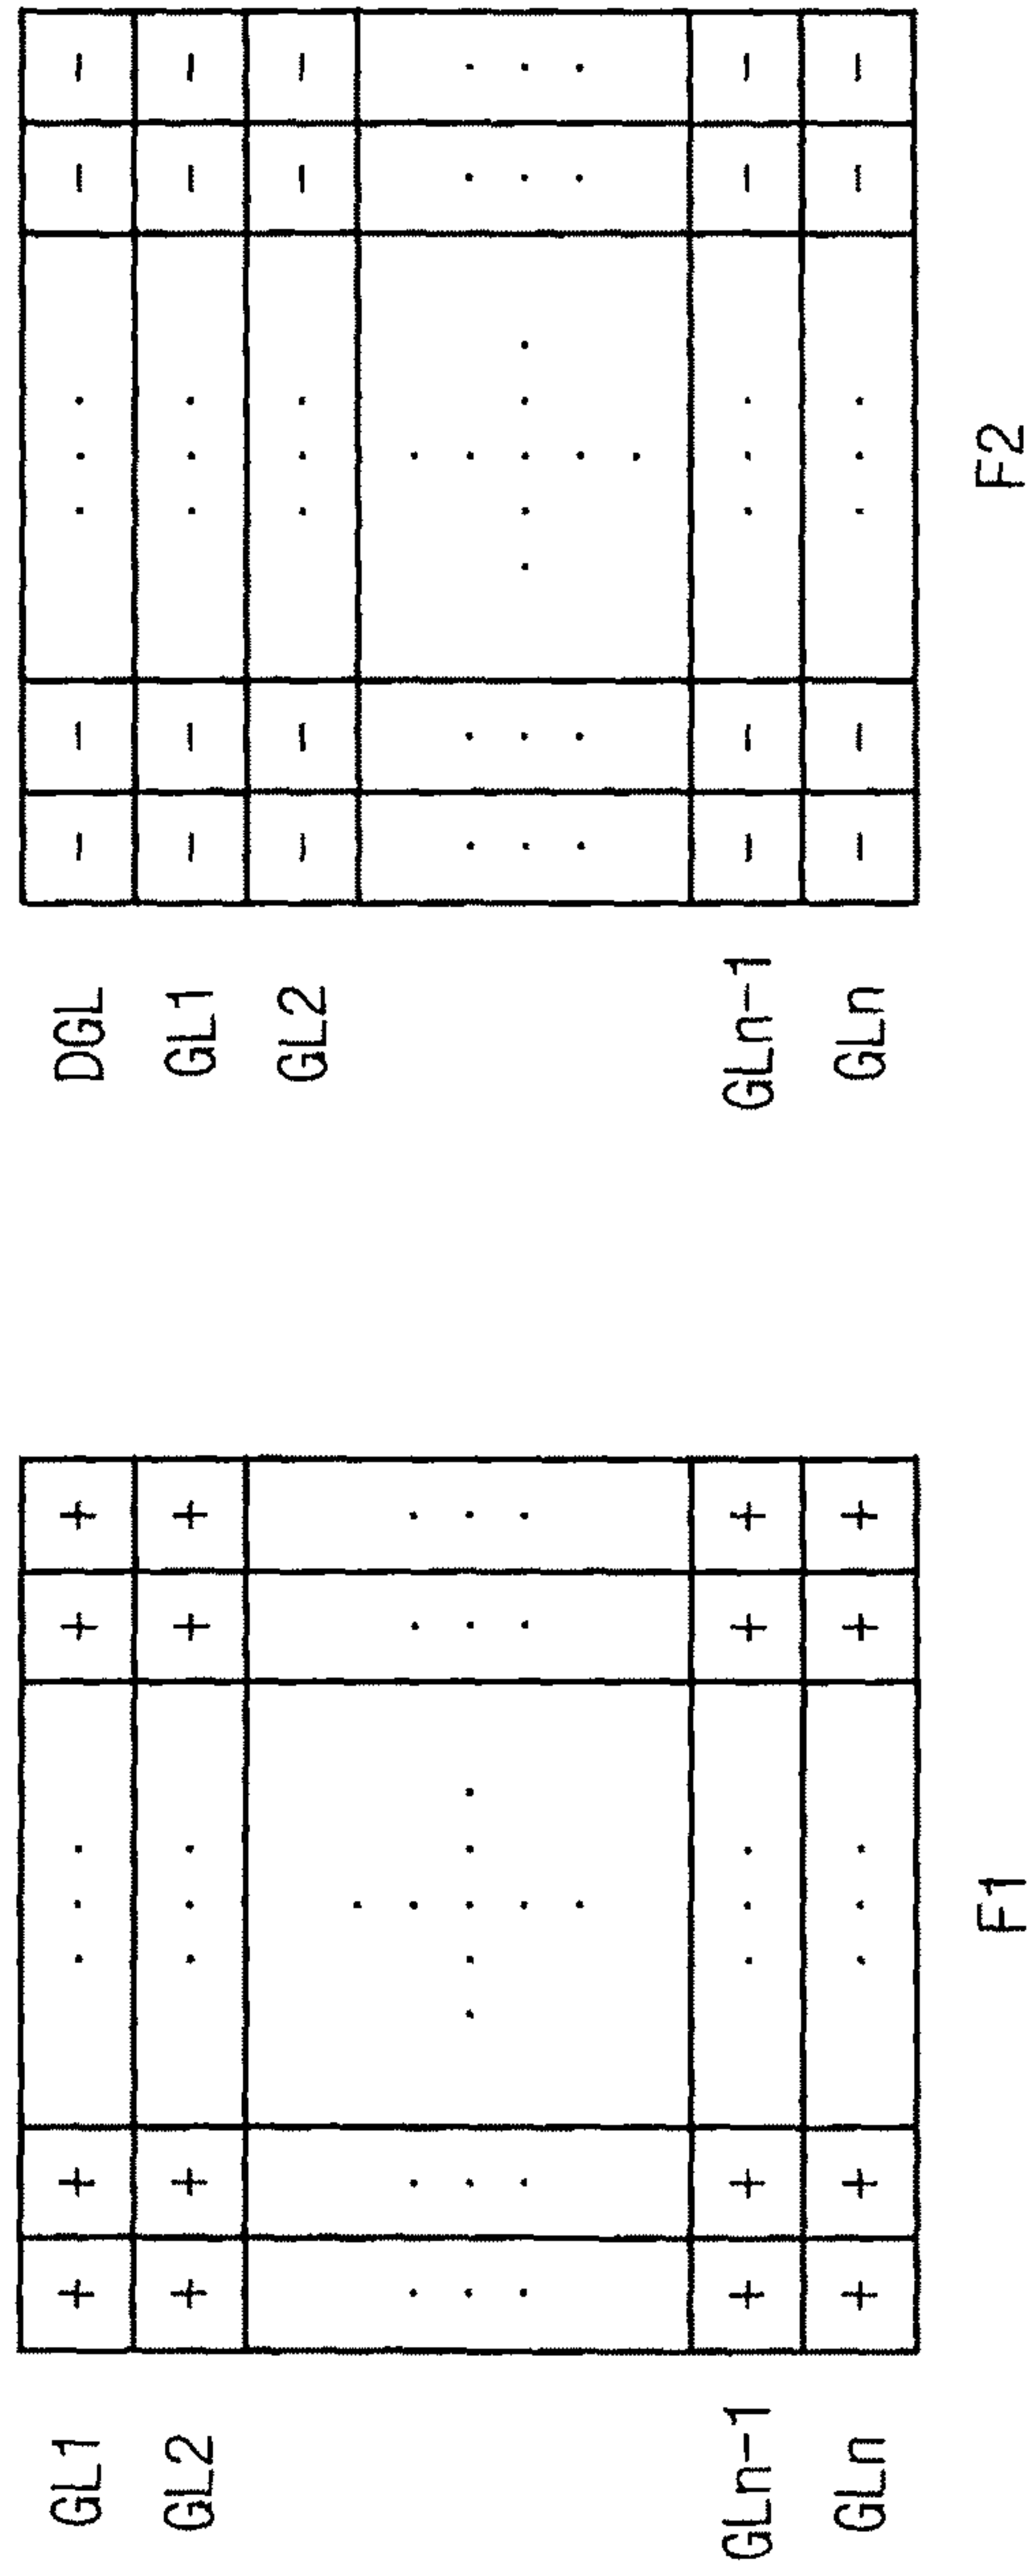 GL1 + + . . . + +
GL2 + + . . . + +
GLn-1 + + . . . + +
GLn + + . . . + +
F1
DGL - - . . . - -
GL1 - - . . . - -
GL2 - - . . . - -
GLn-1 - - . . . - -
GLn - - . . . - -
F2